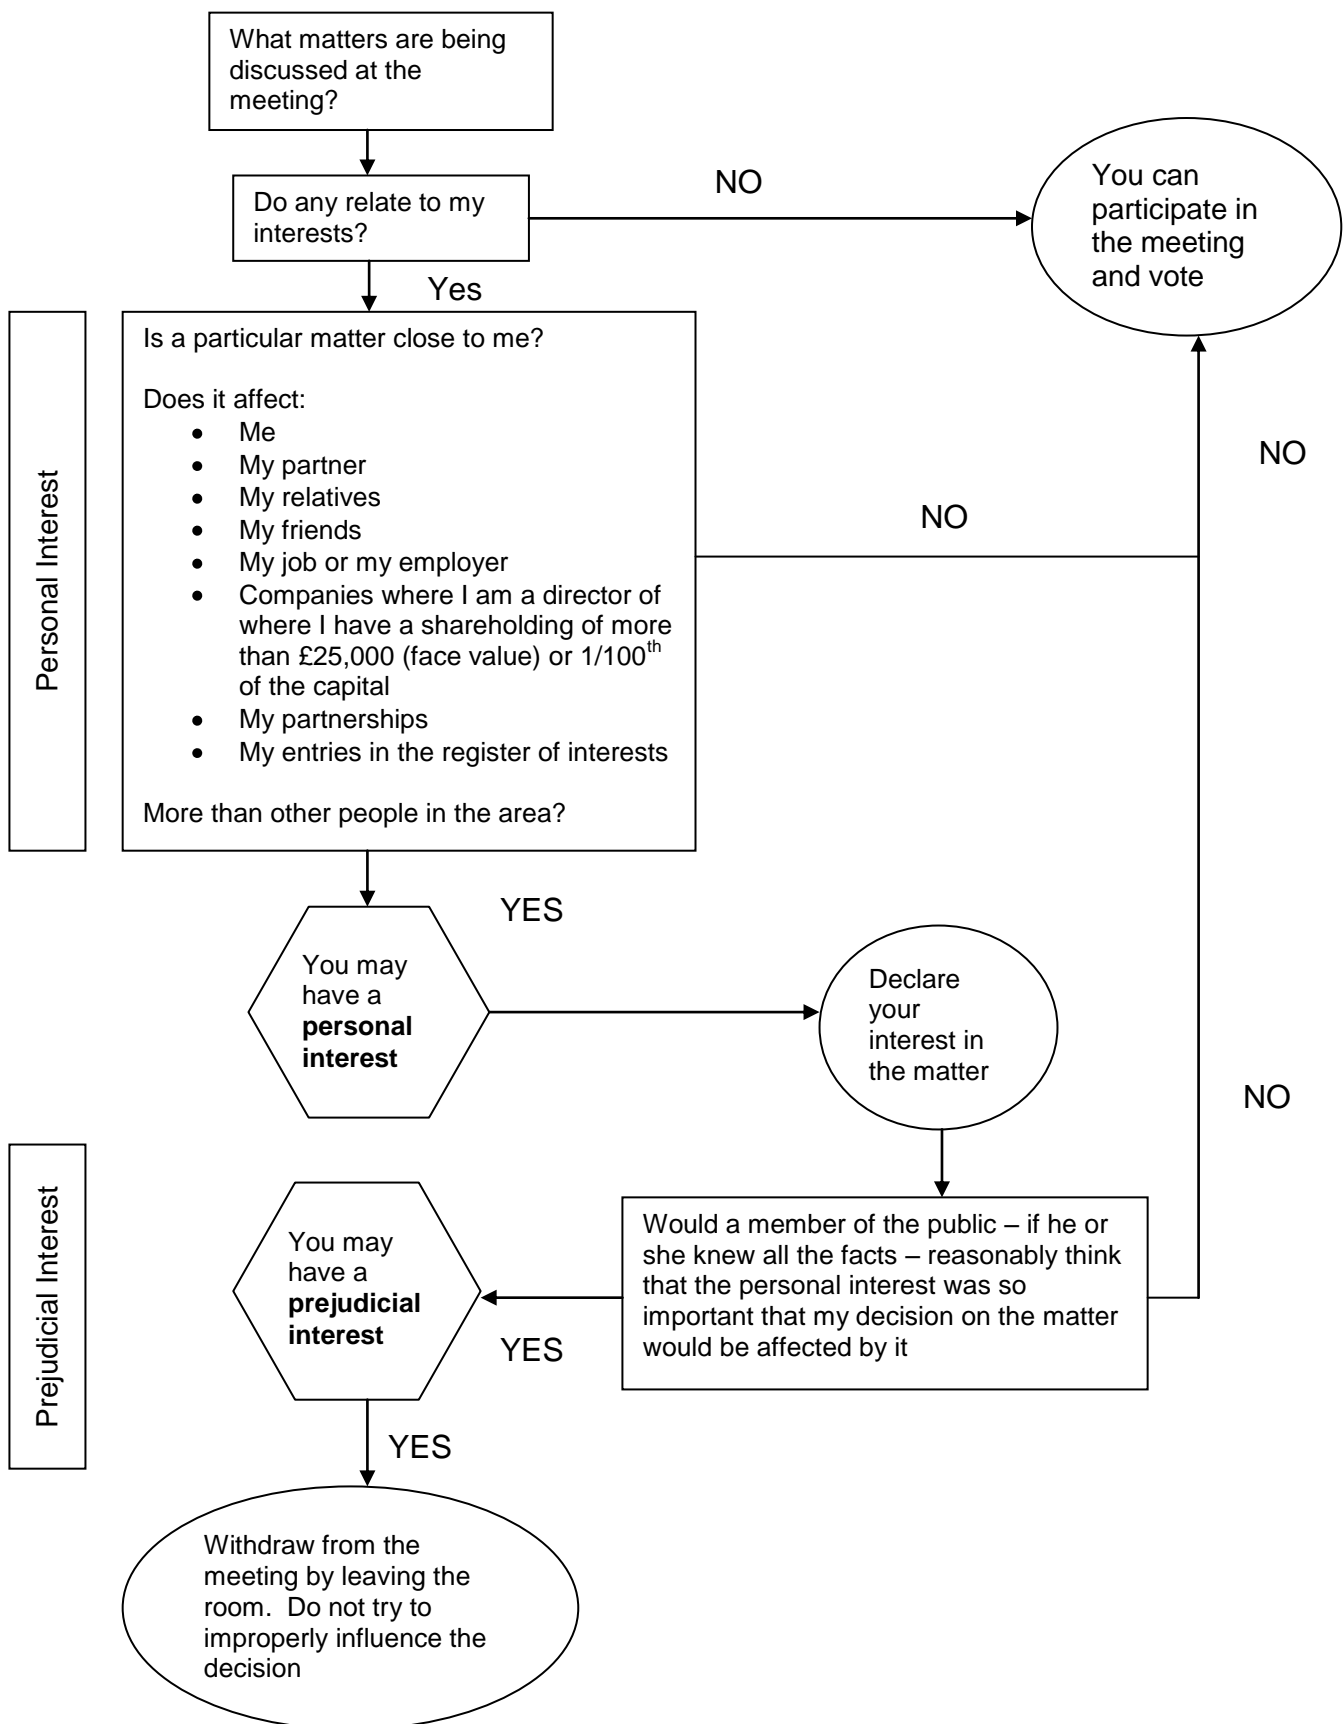 What matters are being
discussed at the
meeting?
Do any relate to my
interests?
NO
You can
participate in
the meeting
and vote
Yes
Personal Interest
Is a particular matter close to me?
Does it affect:
• Me
• My partner
• My relatives
• My friends
• My job or my employer
• Companies where I am a director of
where I have a shareholding of more
than £25,000 (face value) or 1/100th
of the capital
• My partnerships
• My entries in the register of interests
More than other people in the area?
NO
NO
YES
You may
have a
personal
interest
Declare
your
interest in
the matter
NO
Prejudicial Interest
You may
have a
prejudicial
interest
YES
Would a member of the public – if he or
she knew all the facts – reasonably think
that the personal interest was so
important that my decision on the matter
would be affected by it
YES
Withdraw from the
meeting by leaving the
room.  Do not try to
improperly influence the
decision